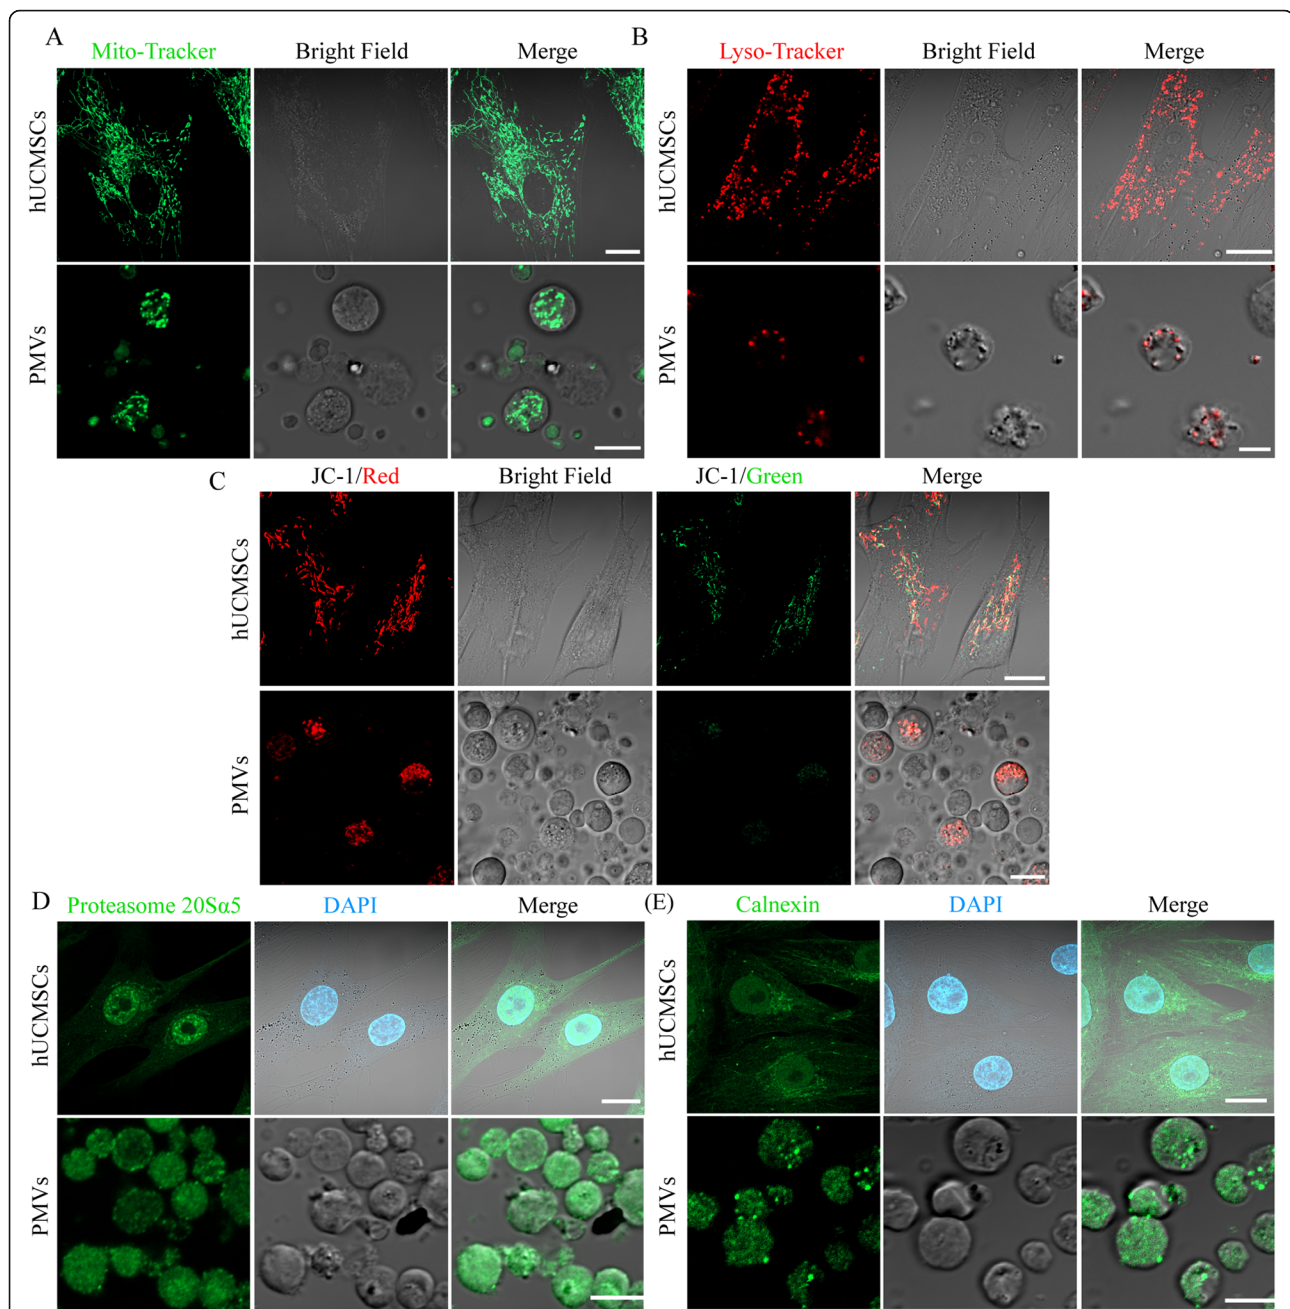 A
Mito-Tracker Bright Field Merge
hUCMSCs
PMVs
B
Lyso-Tracker Bright Field Merge
hUCMSCs
PMVs
C
JC-1/Red Bright Field JC-1/Green Merge
hUCMSCs
PMVs
D
Proteasome 20Sα5 DAPI Merge
hUCMSCs
PMVs
(E)
Calnexin DAPI Merge
hUCMSCs
PMVs